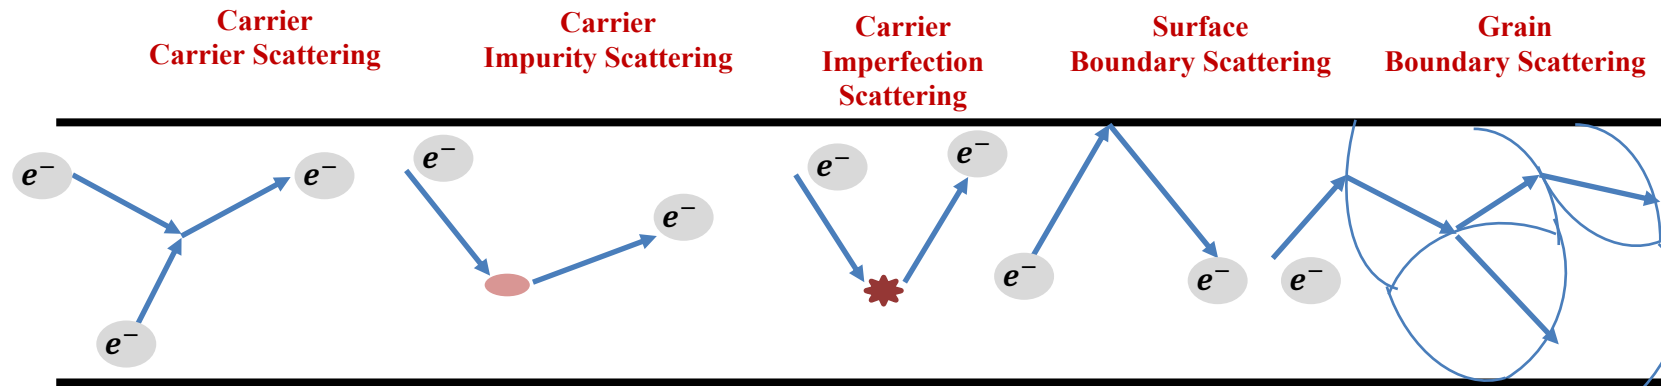 Carrier
Carrier Scattering
Carrier
Impurity Scattering
Carrier
Imperfection
Scattering
Surface
Boundary Scattering
Grain
Boundary Scattering
e⁻
e⁻
e⁻
e⁻
e⁻
e⁻
e⁻
e⁻
e⁻
e⁻